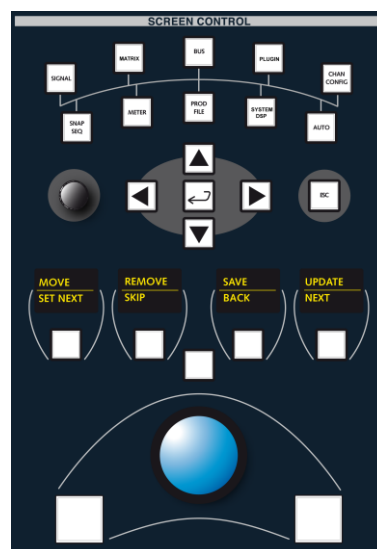 SCREEN CONTROL
BUS
MATRIX
PLUGIN
SIGNAL
CHAN
CONFIG
SNAP
SEQ
METER
PROD
FILE
SYSTEM
DSP
AUTO
ESC
MOVE
SET NEXT
REMOVE
SKIP
SAVE
BACK
UPDATE
NEXT